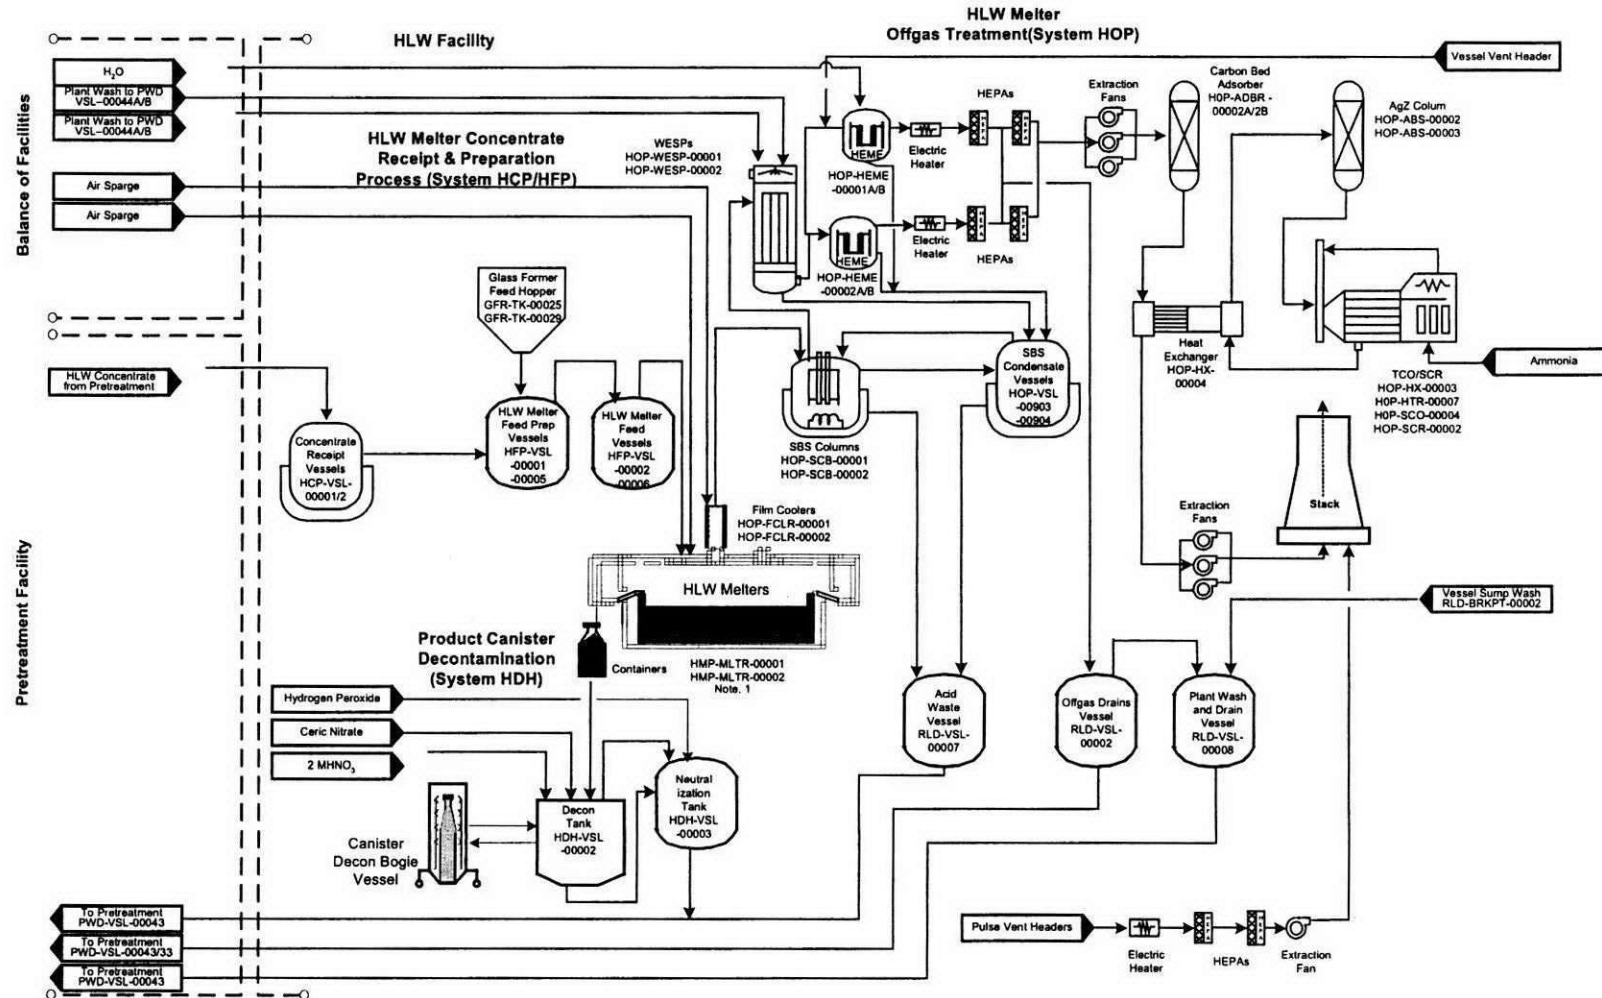 HLW Melter
Offgas Treatment(System HOP)
HLW Facility
Vessel Vent Header
H₂O
Plant Wash to PWD
VSL-00044A/B
Plant Wash to PWD
VSL-00044A/B
Air Sparge
Air Sparge
Balance of Facilities
HLW Melter Concentrate
Receipt & Preparation
Process (System HCP/HFP)
WESPs
HOP-WESP-00001
HOP-WESP-00002
HEME
HOP-HEME
-00001A/B
Electric
Heater
HEPAs
HEPA
HEPA
HEME
HOP-HEME
-00002A/B
Electric
Heater
HEPA
HEPA
HEPAs
Extraction
Fans
Carbon Bed
Adsorber
H0P-ADBR -
00002A/2B
AgZ Colum
HOP-ABS-00002
HOP-ABS-00003
Heat
Exchanger
HOP-HX-
00004
Ammonia
TCO/SCR
HOP-HX-00003
H0P-HTR-00007
H0P-SCO-00004
HOP-SCR-00002
Glass Former
Feed Hopper
GFR-TK-00025
GFR-TK-00029
HLW Concentrate
from Pretreatment
Concentrate
Receipt
Vessels
HCP-VSL-
00001/2
HLW Melter
Feed Prep
Vessels
HFP-VSL
-00001
-00005
HLW Melter
Feed
Vessels
HFP-VSL
-00002
-00006
SBS Columns
HOP-SCB-00001
HOP-SCB-00002
SBS
Condensate
Vessels
HOP-VSL
-00903
-00904
Film Coolers
HOP-FCLR-00001
HOP-FCLR-00002
HLW Melters
HMP-MLTR-00001
HMP-MLTR-00002
Note. 1
Containers
Extraction
Fans
Stack
Vessel Sump Wash
RLD-BRKPT-00002
Pretreatment Facility
Product Canister
Decontamination
(System HDH)
Hydrogen Peroxide
Ceric Nitrate
2 MHNO₃
Canister
Decon Bogie
Vessel
Decon
Tank
HDH-VSL
-00002
Neutral
ization
Tank
HDH-VSL
-00003
Acid
Waste
Vessel
RLD-VSL-
00007
Offgas Drains
Vessel
RLD-VSL-
00002
Plant Wash
and Drain
Vessel
RLD-VSL-
00008
To Pretreatment
PWD-VSL-00043
To Pretreatment
PWD-VSL-00043/33
To Pretreatment
PWD-VSL-00043
Pulse Vent Headers
Electric
Heater
HEPA
HEPA
HEPAs
Extraction
Fan